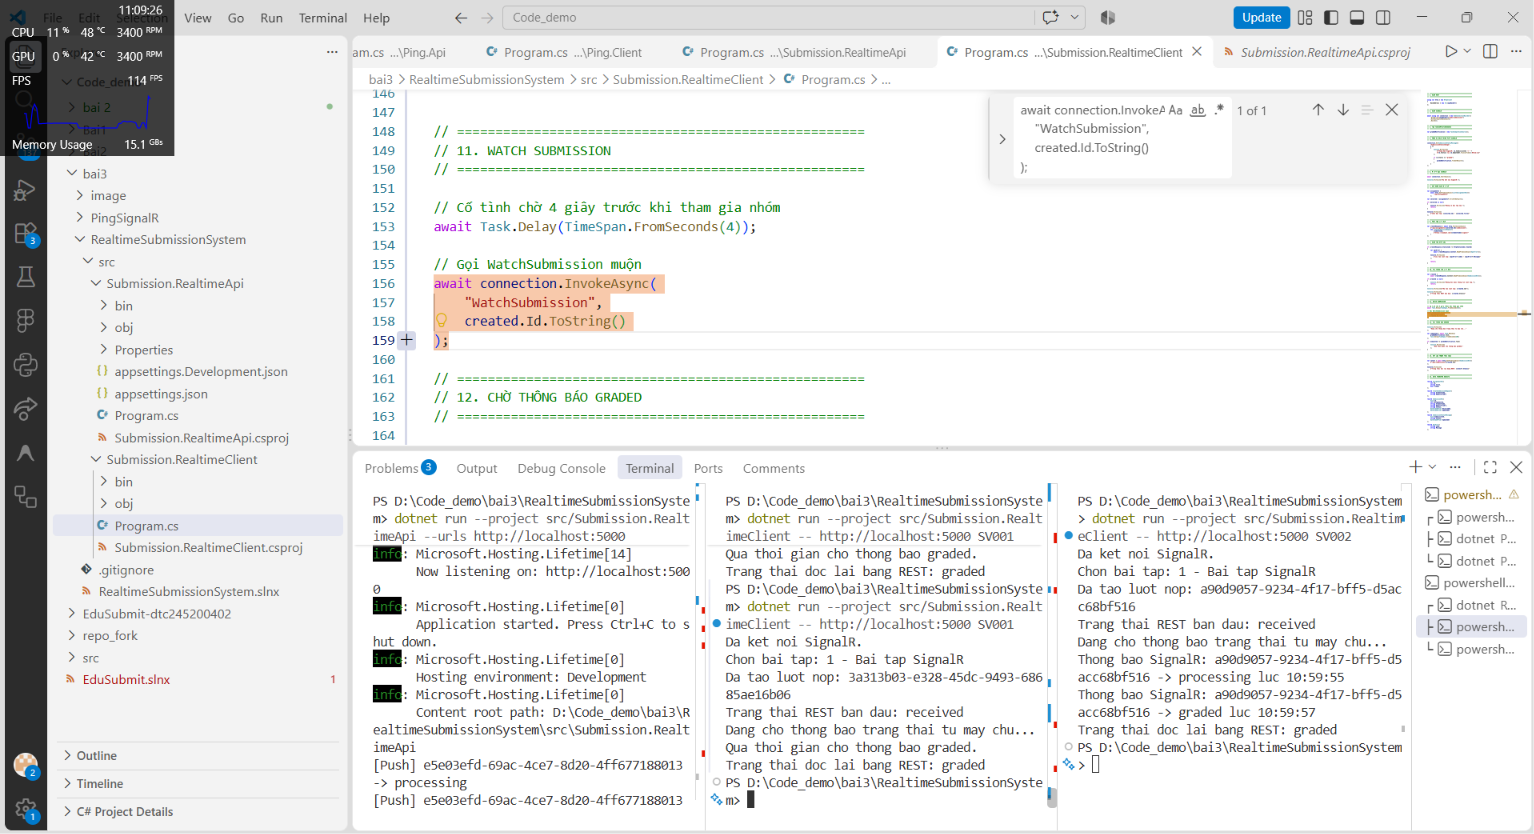 11:09:26
CPU 11 % 48 °C 3400 RPM
GPU 0 % 42 °C 3400 RPM
FPS 114 FPS
Memory Usage 15.1 GBs
File Edit View Go Run Terminal Help
Code_demo
Update
Code_demo
bai 2
Bai1
bai2
bai3
image
PingSignalR
RealtimeSubmissionSystem
src
Submission.RealtimeApi
bin
obj
Properties
appsettings.Development.json
appsettings.json
Program.cs
Submission.RealtimeApi.csproj
Submission.RealtimeClient
bin
obj
Program.cs
Submission.RealtimeClient.csproj
.gitignore
RealtimeSubmissionSystem.slnx
EduSubmit-dtc245200402
repo_fork
src
EduSubmit.slnx 1
Outline
Timeline
C# Project Details
3
2
1
am.cs ...\Ping.Api
Program.cs ...\Ping.Client
Program.cs ...\Submission.RealtimeApi
Program.cs ...\Submission.RealtimeClient
Submission.RealtimeApi.csproj
bai3 > RealtimeSubmissionSystem > src > Submission.RealtimeClient > Program.cs > ...
await connection.InvokeA Aa ab .* 1 of 1
"WatchSubmission",
created.Id.ToString()
);
146
147
148 // =====================================================
149 // 11. WATCH SUBMISSION
150 // =====================================================
151
152 // Cố tình chờ 4 giây trước khi tham gia nhóm
153 await Task.Delay(TimeSpan.FromSeconds(4));
154
155 // Gọi WatchSubmission muộn
156 await connection.InvokeAsync(
157 "WatchSubmission",
158 created.Id.ToString()
159 );
160
161 // =====================================================
162 // 12. CHỜ THÔNG BÁO GRADED
163 // =====================================================
164
Problems 3 Output Debug Console Terminal Ports Comments
PS D:\Code_demo\bai3\RealtimeSubmissionSyste
m> dotnet run --project src/Submission.Realt
imeApi --urls http://localhost:5000
info: Microsoft.Hosting.Lifetime[14]
Now listening on: http://localhost:500
0
info: Microsoft.Hosting.Lifetime[0]
Application started. Press Ctrl+C to s
hut down.
info: Microsoft.Hosting.Lifetime[0]
Hosting environment: Development
info: Microsoft.Hosting.Lifetime[0]
Content root path: D:\Code_demo\bai3\R
ealtimeSubmissionSystem\src\Submission.Realt
imeApi
[Push] e5e03efd-69ac-4ce7-8d20-4ff677188013
-> processing
[Push] e5e03efd-69ac-4ce7-8d20-4ff677188013
PS D:\Code_demo\bai3\RealtimeSubmissionSyste
m> dotnet run --project src/Submission.Realt
imeClient -- http://localhost:5000 SV001
Qua thoi gian cho thong bao graded.
Trang thai doc lai bang REST: graded
PS D:\Code_demo\bai3\RealtimeSubmissionSyste
m> dotnet run --project src/Submission.Realt
imeClient -- http://localhost:5000 SV001
Da ket noi SignalR.
Chon bai tap: 1 - Bai tap SignalR
Da tao luot nop: 3a313b03-e328-45dc-9493-686
85ae16b06
Trang thai REST ban dau: received
Dang cho thong bao trang thai tu may chu...
Qua thoi gian cho thong bao graded.
Trang thai doc lai bang REST: graded
PS D:\Code_demo\bai3\RealtimeSubmissionSyste
m>
PS D:\Code_demo\bai3\RealtimeSubmissionSystem
> dotnet run --project src/Submission.Realtim
eClient -- http://localhost:5000 SV002
Da ket noi SignalR.
Chon bai tap: 1 - Bai tap SignalR
Da tao luot nop: a90d9057-9234-4f17-bff5-d5ac
c68bf516
Trang thai REST ban dau: received
Dang cho thong bao trang thai tu may chu...
Thong bao SignalR: a90d9057-9234-4f17-bff5-d5
acc68bf516 -> processing luc 10:59:55
Thong bao SignalR: a90d9057-9234-4f17-bff5-d5
acc68bf516 -> graded luc 10:59:57
Trang thai doc lai bang REST: graded
PS D:\Code_demo\bai3\RealtimeSubmissionSystem
>
powersh...
powersh...
dotnet P...
dotnet P...
powershell...
dotnet R...
powersh...
powersh...